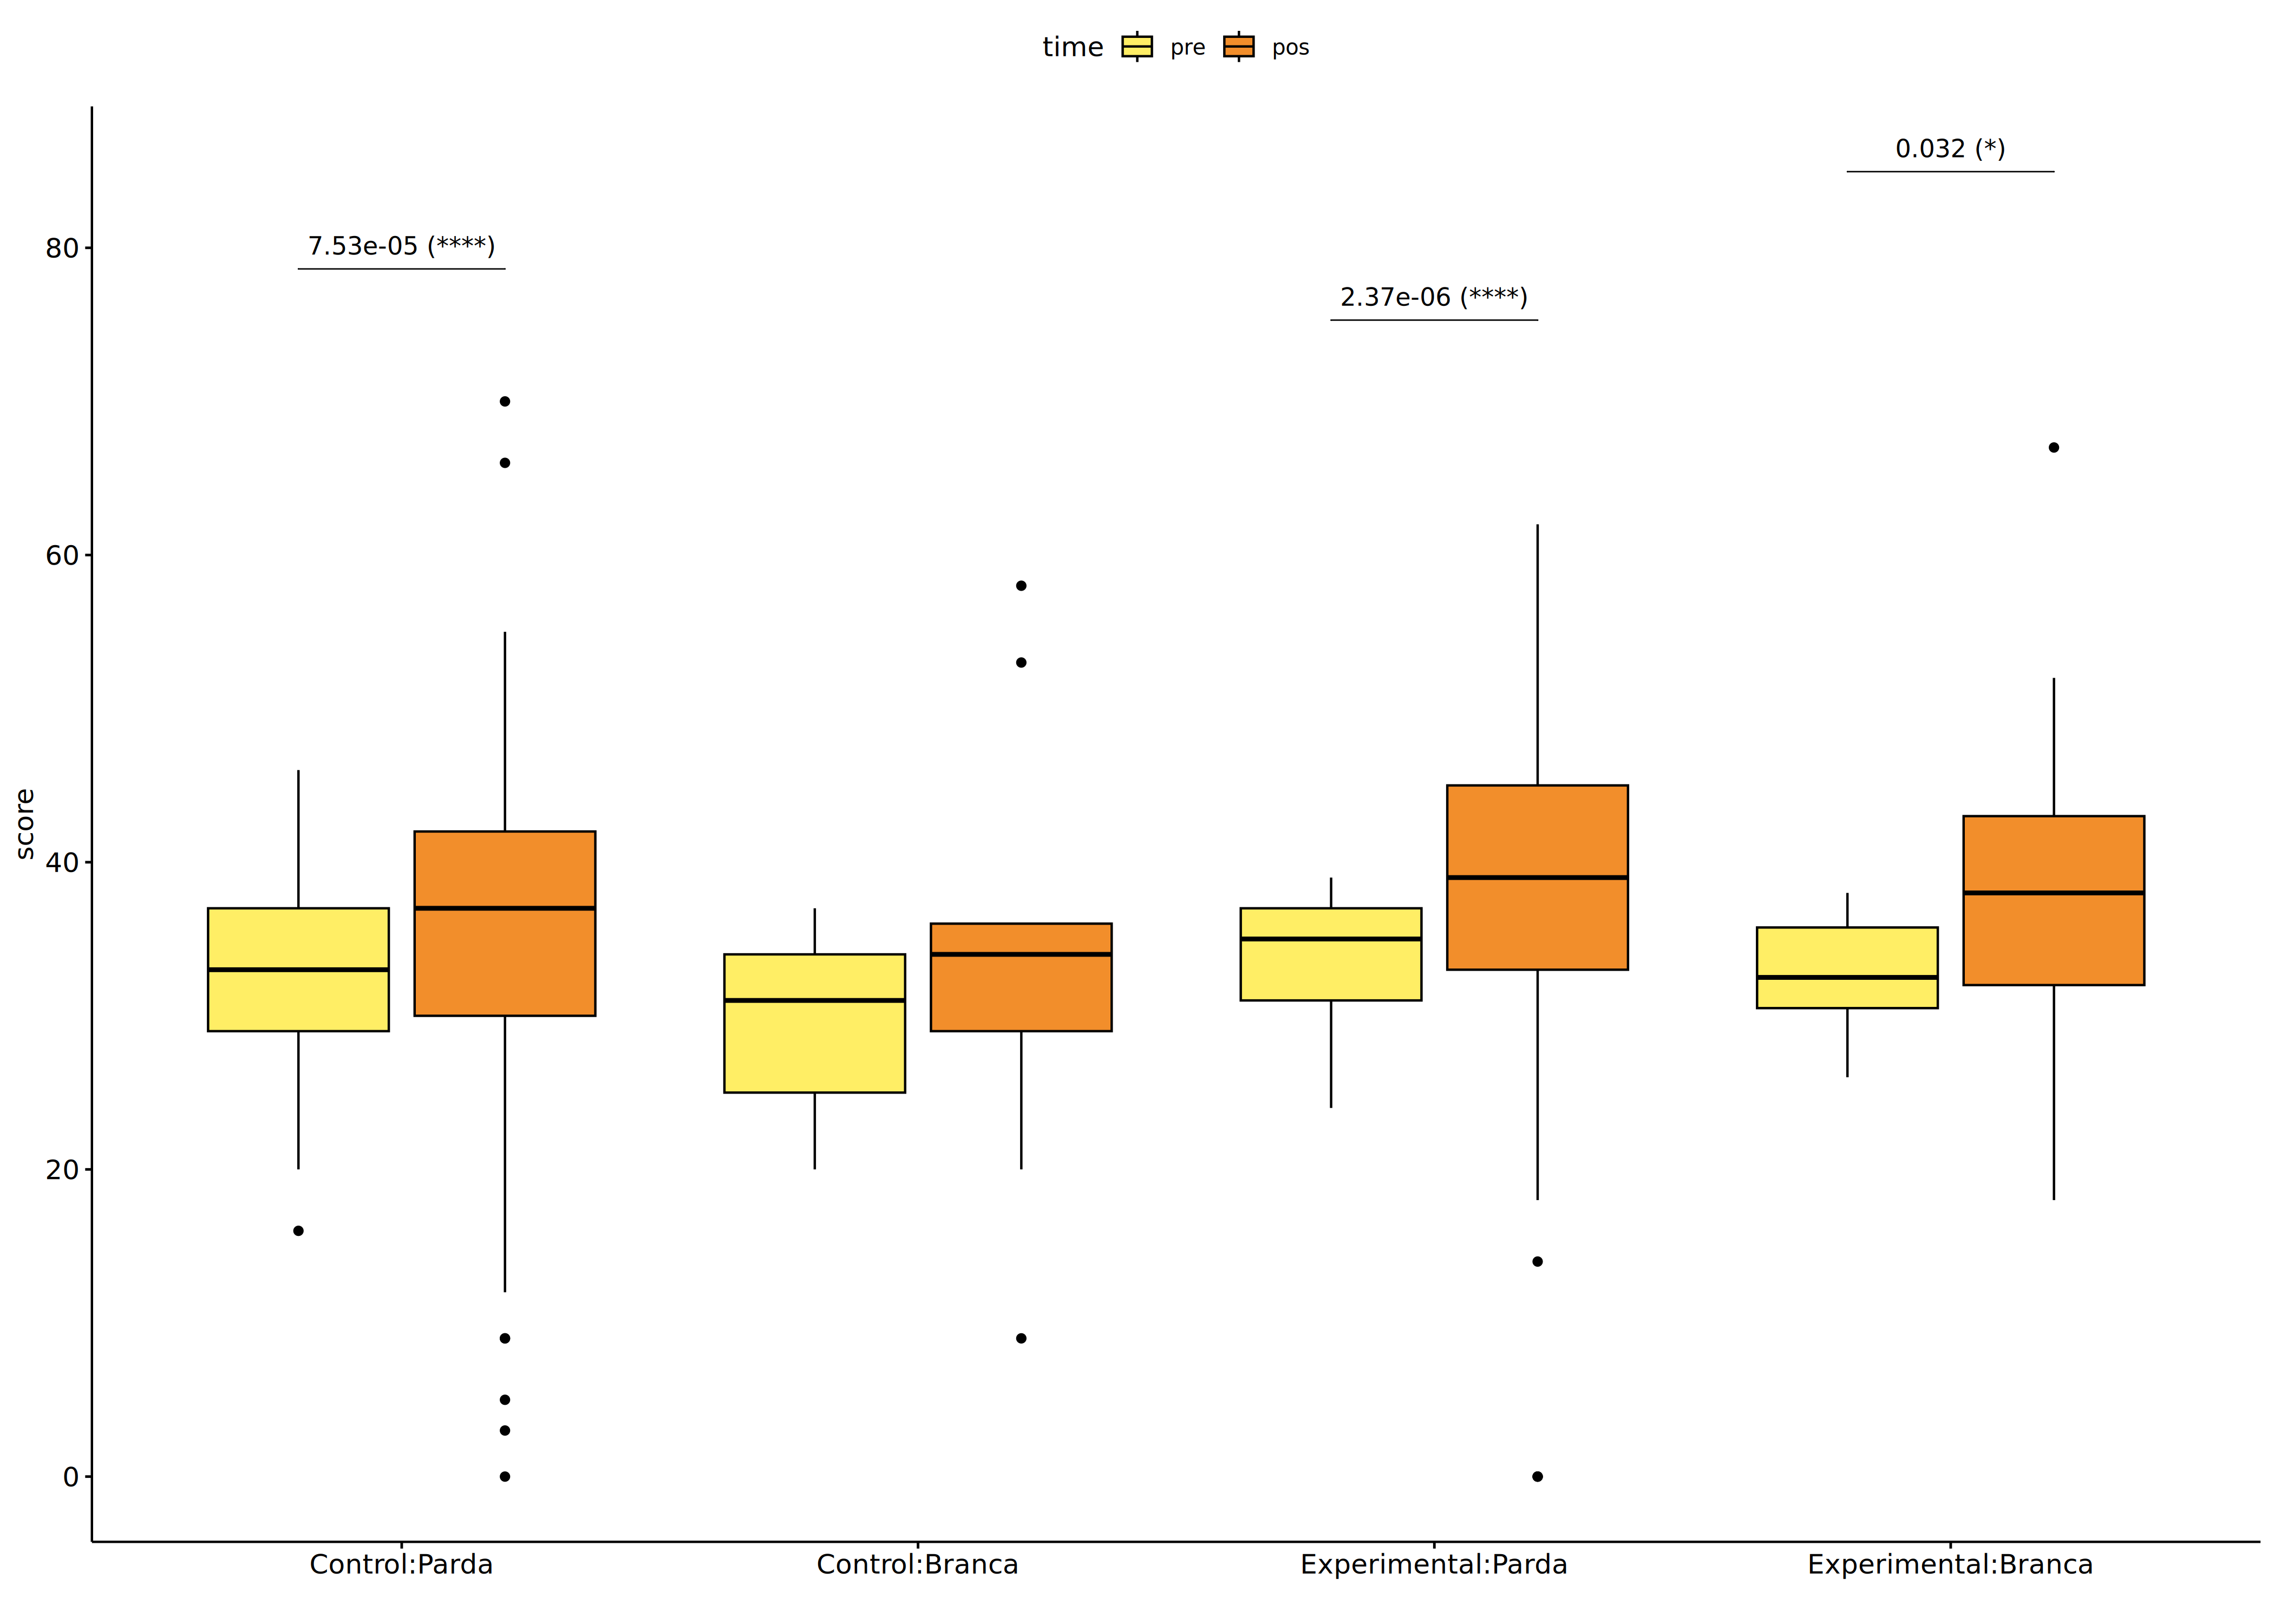 time pre pos
0.032 (*)
7.53e-05 (****)
2.37e-06 (****)
80
60
40
20
0
score
Control:Parda Control:Branca Experimental:Parda Experimental:Branca